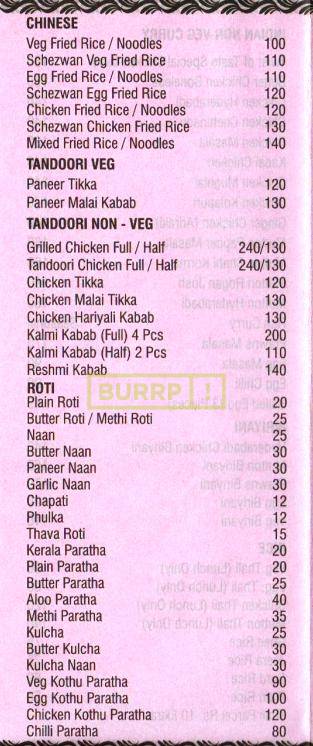 CHINESE
Veg Fried Rice / Noodles 100
Schezwan Veg Fried Rice 110
Egg Fried Rice / Noodles 110
Schezwan Egg Fried Rice 120
Chicken Fried Rice / Noodles 120
Schezwan Chicken Fried Rice 130
Mixed Fried Rice / Noodles 140
TANDOORI VEG
Paneer Tikka 120
Paneer Malai Kabab 130
TANDOORI NON - VEG
Grilled Chicken Full / Half 240/130
Tandoori Chicken Full / Half 240/130
Chicken Tikka 120
Chicken Malai Tikka 130
Chicken Hariyali Kabab 130
Kalmi Kabab (Full) 4 Pcs 200
Kalmi Kabab (Half) 2 Pcs 110
Reshmi Kabab 140
BURRP !
ROTI
Plain Roti 20
Butter Roti / Methi Roti 25
Naan 25
Butter Naan 30
Paneer Naan 30
Garlic Naan 30
Chapati 12
Phulka 12
Thava Roti 15
Kerala Paratha 20
Plain Paratha 20
Butter Paratha 25
Aloo Paratha 40
Methi Paratha 35
Kulcha 25
Butter Kulcha 30
Kulcha Naan 30
Veg Kothu Paratha 90
Egg Kothu Paratha 100
Chicken Kothu Paratha 120
Chilli Paratha 80